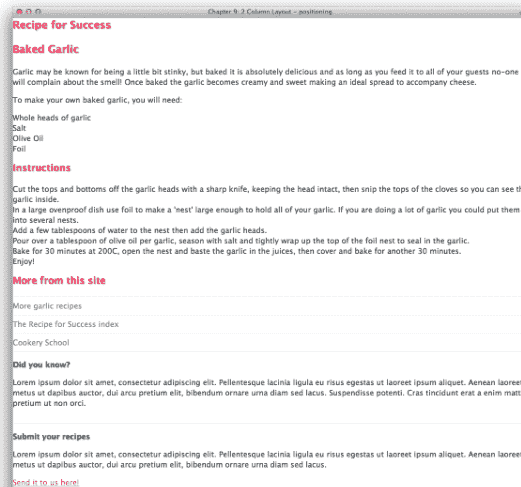 Chapter 9: 2 Column Layout - positioning
Recipe for Success
Baked Garlic
Garlic may be known for being a little bit stinky, but baked it is absolutely delicious and as long as you feed it to all of your guests no-one
will complain about the smell! Once baked the garlic becomes creamy and sweet making an ideal spread to accompany cheese.
To make your own baked garlic, you will need:
Whole heads of garlic
Salt
Olive Oil
Foil
Instructions
Cut the tops and bottoms off the garlic heads with a sharp knife, keeping the head intact, then snip the tops of the cloves so you can see th
garlic inside.
In a large ovenproof dish use foil to make a 'nest' large enough to hold all of your garlic. If you are doing a lot of garlic you could put them
into several nests.
Add a few tablespoons of water to the nest then add the garlic heads.
Pour over a tablespoon of olive oil per garlic, season with salt and tightly wrap up the top of the foil nest to seal in the garlic.
Bake for 30 minutes at 200C, open the nest and baste the garlic in the juices, then cover and bake for another 30 minutes.
Enjoy!
More from this site
More garlic recipes
The Recipe for Success index
Cookery School
Did you know?
Lorem ipsum dolor sit amet, consectetur adipiscing elit. Pellentesque lacinia ligula eu risus egestas ut laoreet ipsum aliquet. Aenean laoreet
metus ut dapibus auctor, dui arcu pretium elit, bibendum ornare urna diam sed lacus. Suspendisse potenti. Cras tincidunt erat a enim matt
pretium ut non orci.
Submit your recipes
Lorem ipsum dolor sit amet, consectetur adipiscing elit. Pellentesque lacinia ligula eu risus egestas ut laoreet ipsum aliquet. Aenean laoreet
metus ut dapibus auctor, dui arcu pretium elit, bibendum ornare urna diam sed lacus.
Send it to us here!